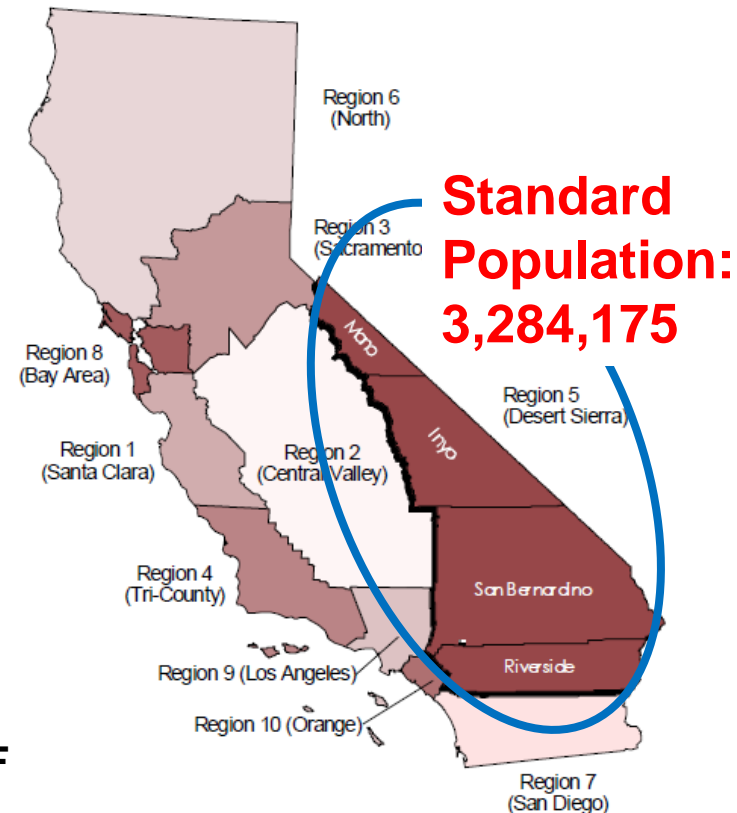 Region 6
(North)
Standard
Population:
3,284,175
Region 3
(Sacramento
Mono
Region 8
(Bay Area)
Region 5
(Desert Sierra)
Inyo
Region 1
(Santa Clara)
Region 2
(Central Valley)
Region 4
(Tri-County)
San Bernardino
Riverside
Region 9 (Los Angeles)
Region 10 (Orange)
Region 7
(San Diego)